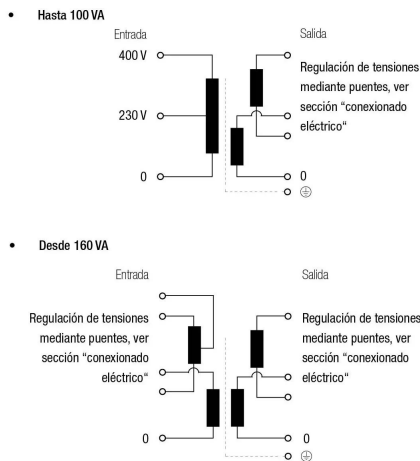 • Hasta 100 VA
Entrada
Salida
400 V
230 V
0
Regulación de tensiones
mediante puentes, ver
sección “conexionado
eléctrico“
0
• Desde 160 VA
Entrada
Salida
Regulación de tensiones
mediante puentes, ver
sección “conexionado
eléctrico“
0
Regulación de tensiones
mediante puentes, ver
sección “conexionado
eléctrico“
0